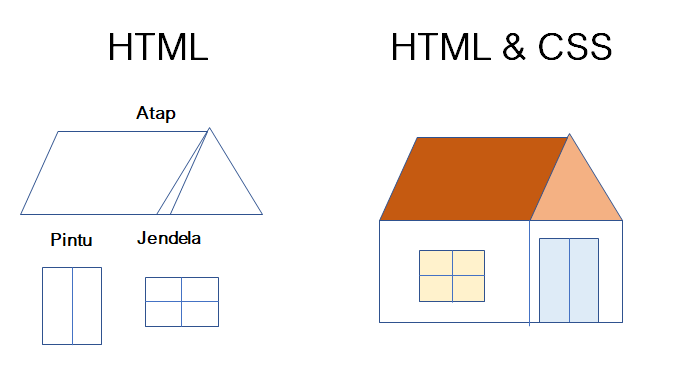 HTML
HTML & CSS
Atap
Pintu
Jendela